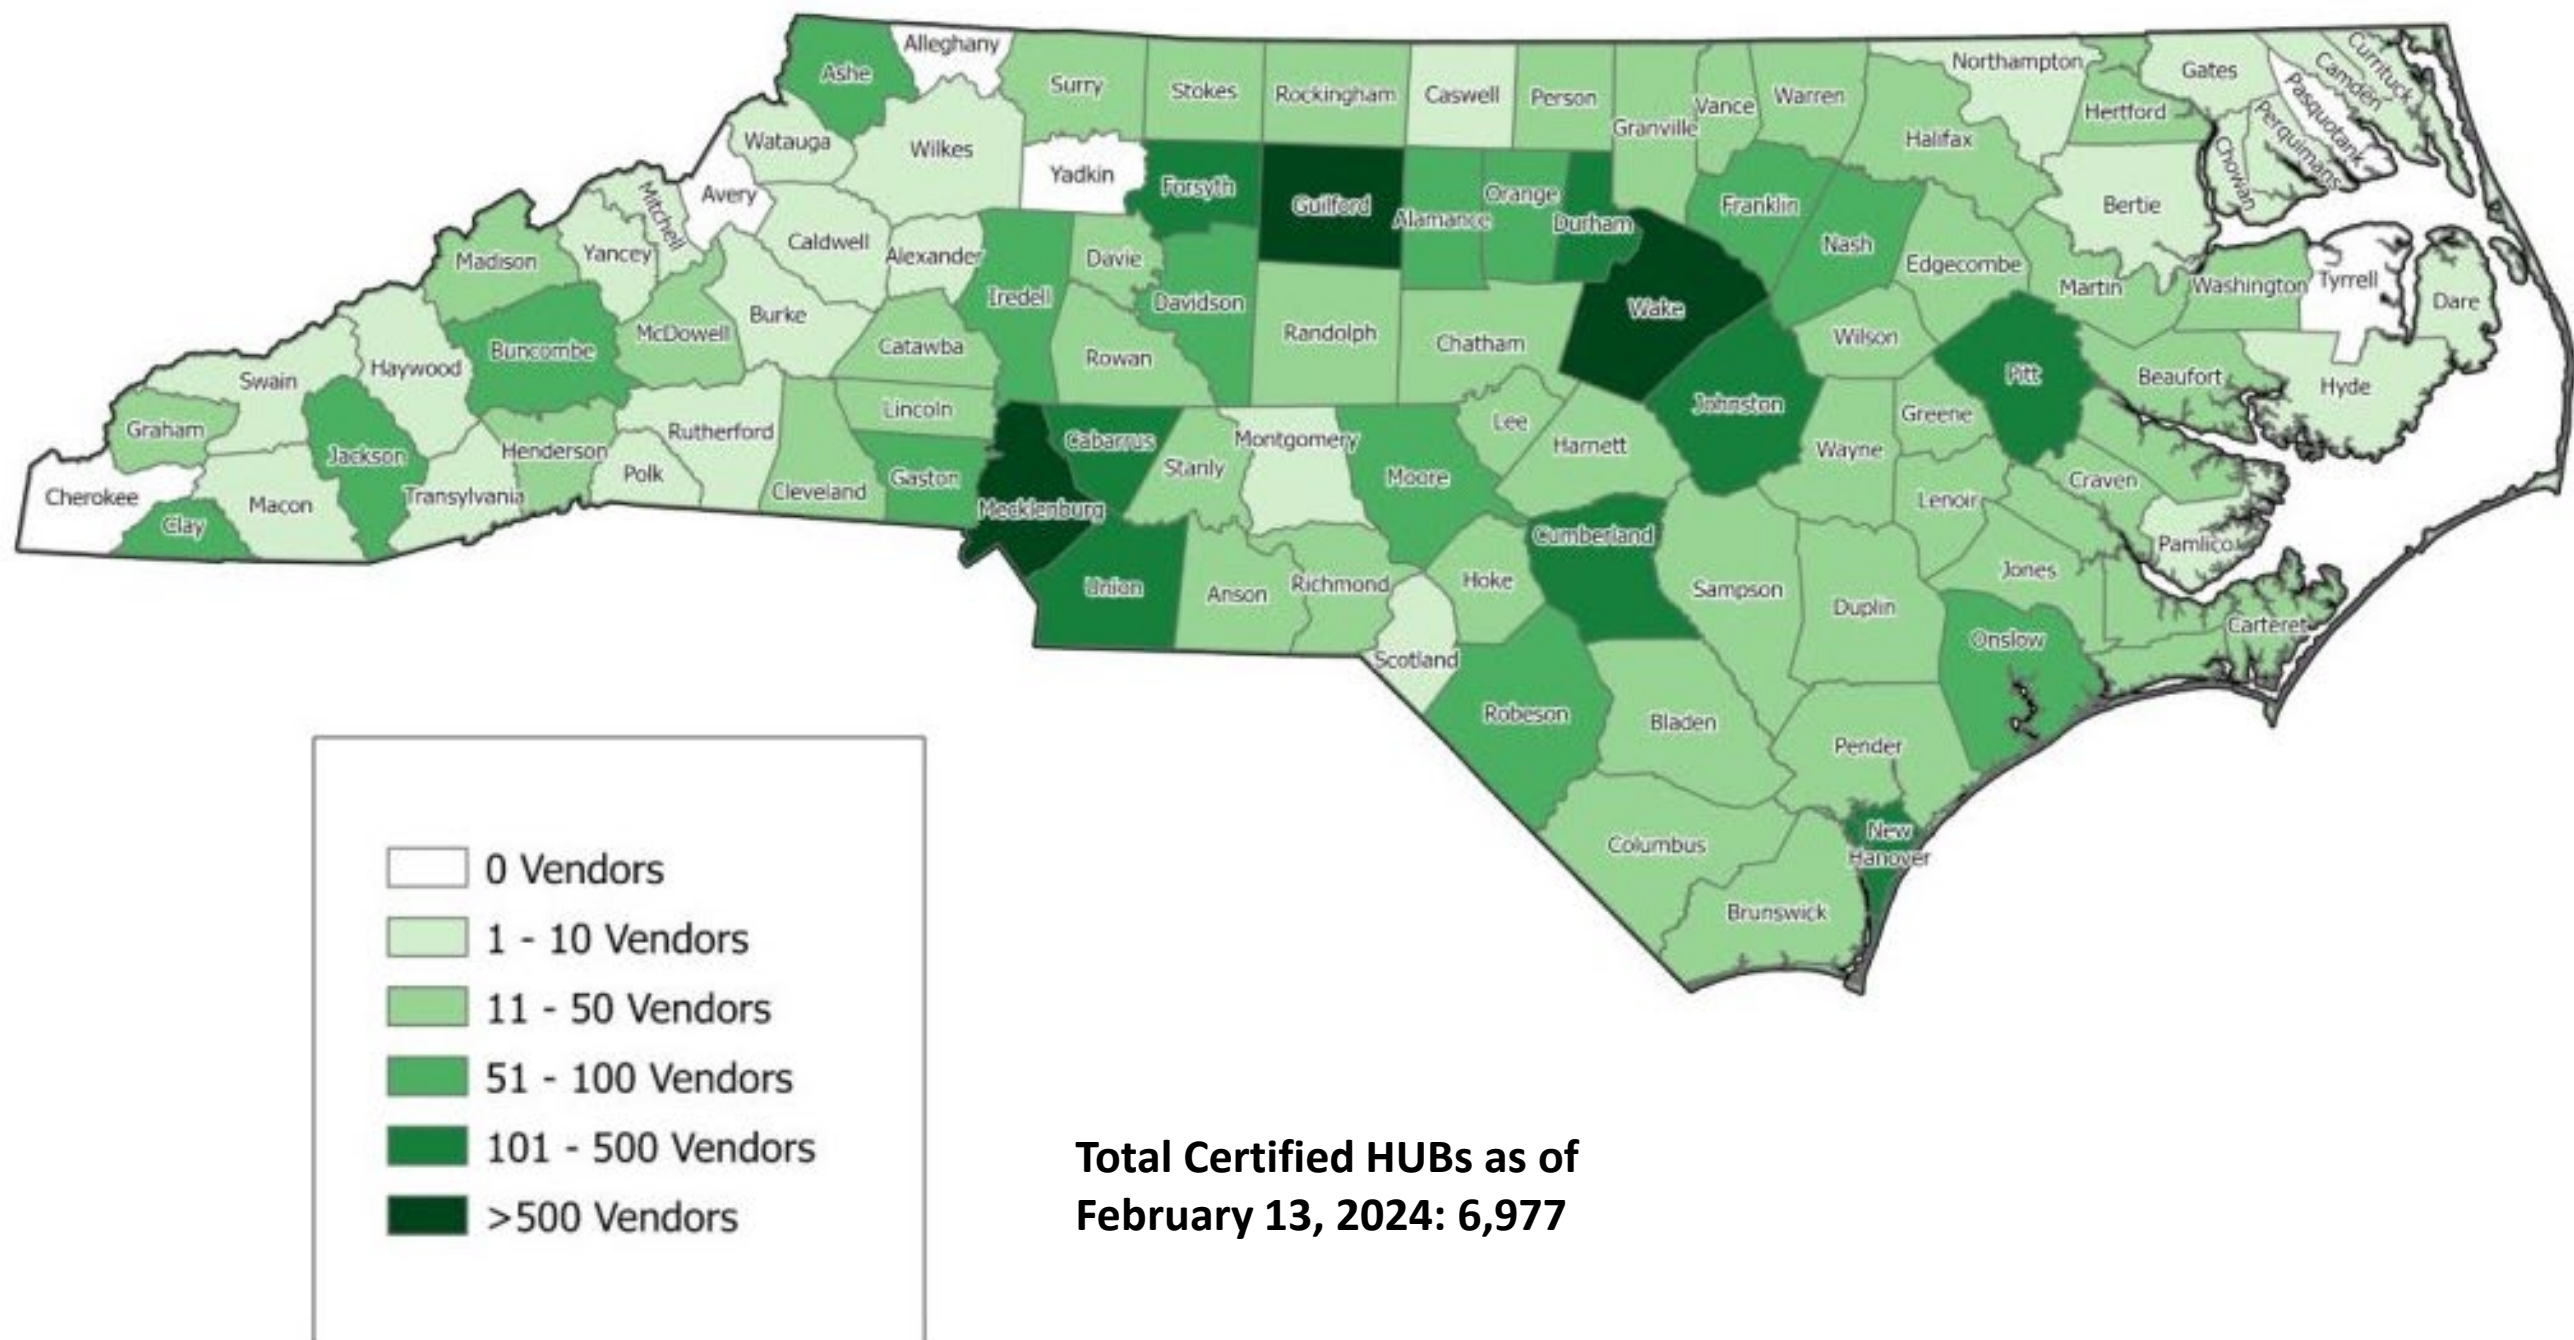 Alleghany
Ashe
Surry
Stokes
Rockingham
Caswell
Person
Granville
Vance
Warren
Northampton
Halifax
Hertford
Gates
Currituck
Camden
Pasquotank
Perquimans
Chowan
Bertie
Watauga
Wilkes
Yadkin
Forsyth
Guilford
Alamance
Orange
Durham
Franklin
Nash
Edgecombe
Martin
Washington
Tyrrell
Dare
Avery
Mitchell
Yancey
Madison
Caldwell
Alexander
Iredell
Davie
Davidson
Randolph
Chatham
Wake
Wilson
Pitt
Beaufort
Hyde
Buncombe
McDowell
Burke
Catawba
Rowan
Swain
Haywood
Graham
Jackson
Henderson
Rutherford
Polk
Lincoln
Cleveland
Gaston
Cabarrus
Mecklenburg
Stanly
Montgomery
Moore
Lee
Harnett
Johnston
Wayne
Greene
Lenoir
Craven
Pamlico
Cherokee
Clay
Macon
Transylvania
Union
Anson
Richmond
Hoke
Cumberland
Sampson
Duplin
Jones
Onslow
Carteret
Scotland
Robeson
Bladen
Pender
New
Hanover
Columbus
Brunswick
0 Vendors
1 - 10 Vendors
11 - 50 Vendors
51 - 100 Vendors
101 - 500 Vendors
>500 Vendors
Total Certified HUBs as of
February 13, 2024: 6,977